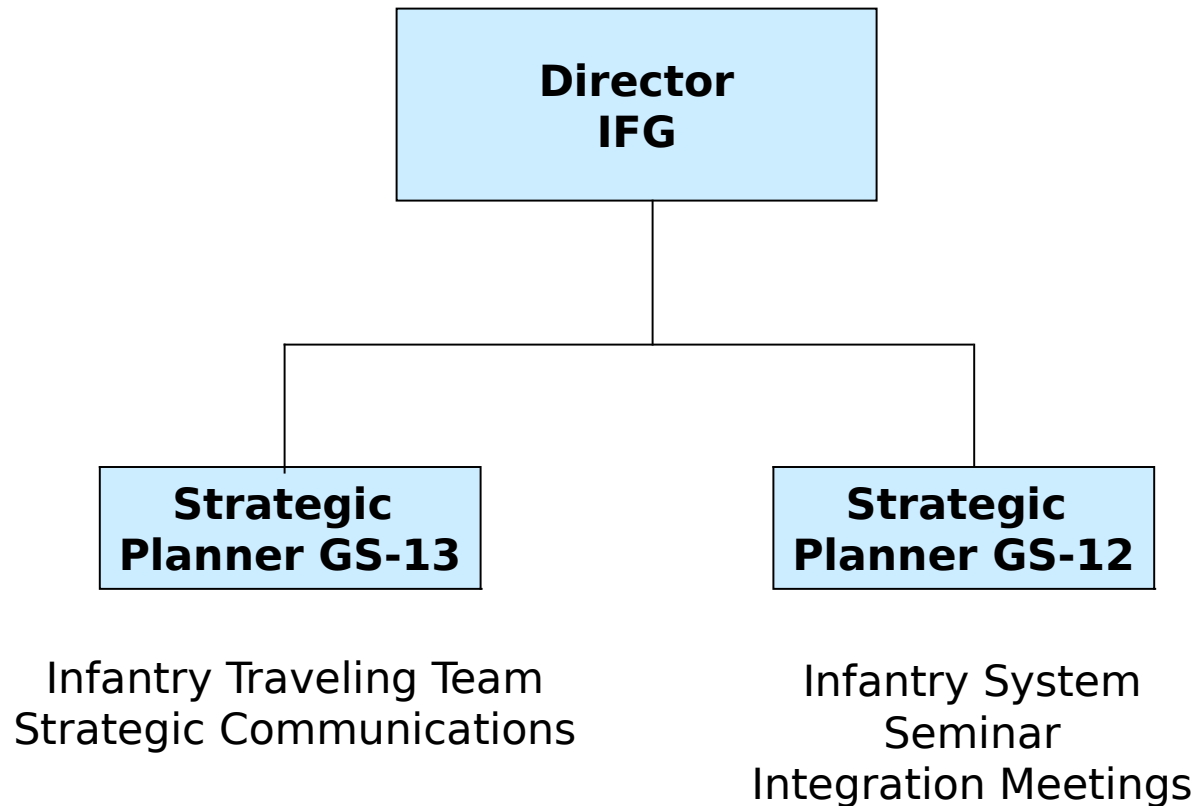 Director
IFG
Strategic
Planner GS-13
Strategic
Planner GS-12
Infantry Traveling Team
Strategic Communications
Infantry System
Seminar
Integration Meetings